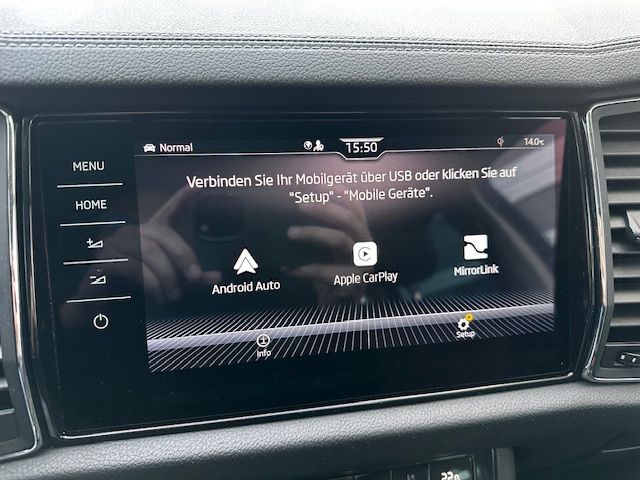 Normal
15:50
14.0°C
MENU
HOME
Verbinden Sie Ihr Mobilgerät über USB oder klicken Sie auf
"Setup" - "Mobile Geräte".
Android Auto
Apple CarPlay
MirrorLink
Info
Setup